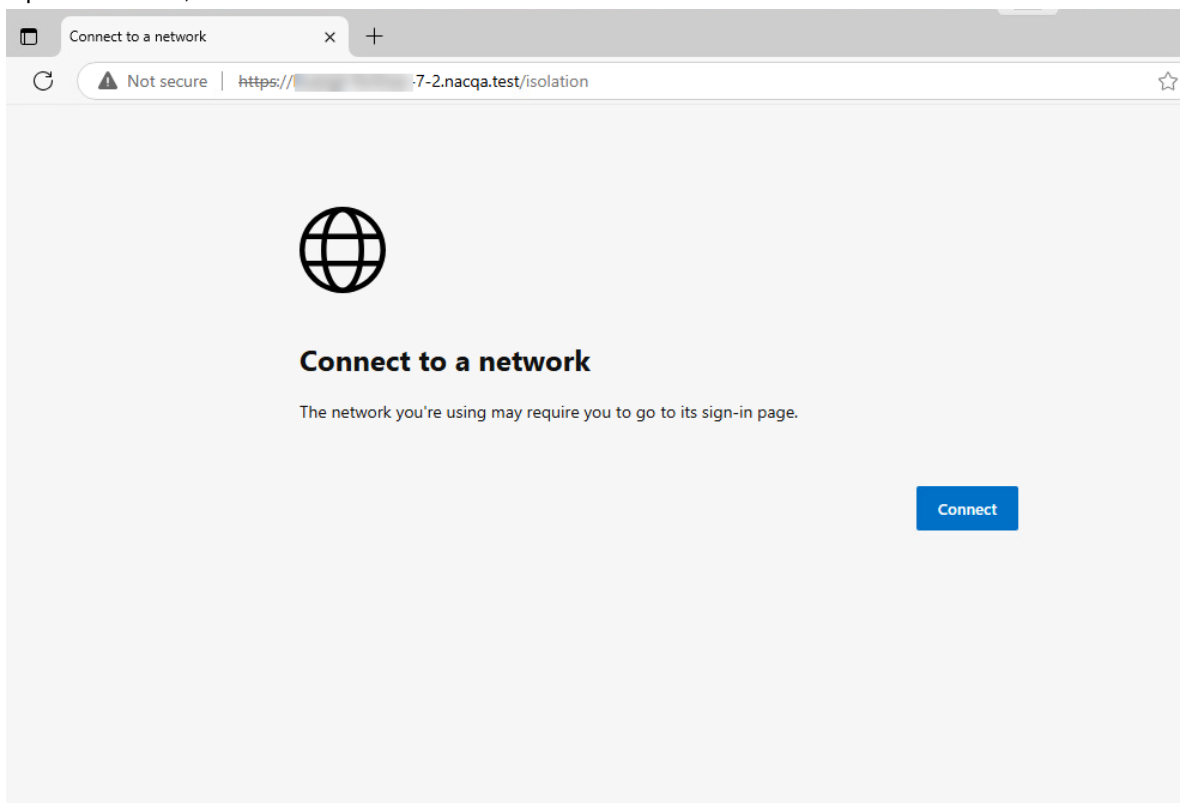 Connect to a network
Not secure https:// -7-2.nacqa.test/isolation
Connect to a network
The network you're using may require you to go to its sign-in page.
Connect